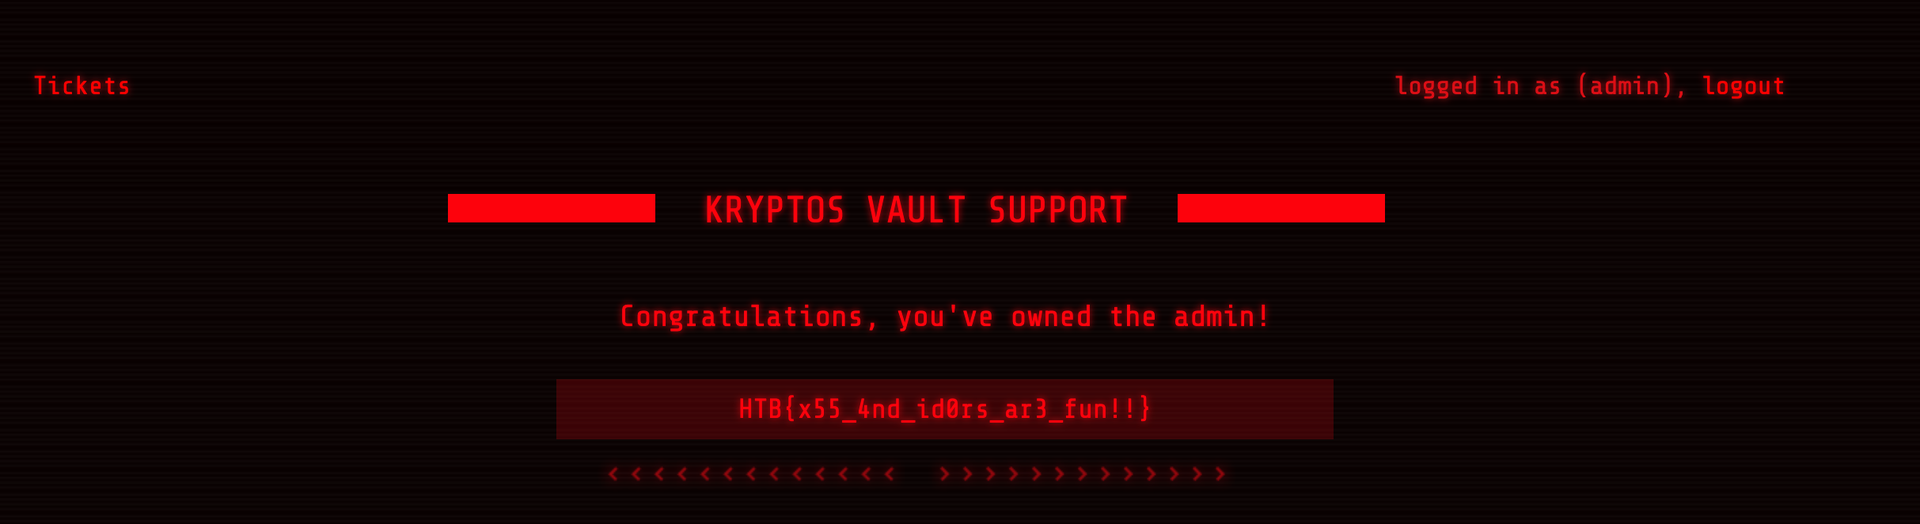 Tickets
logged in as (admin), logout
KRYPTOS VAULT SUPPORT
Congratulations, you've owned the admin!
HTB{x55_4nd_id0rs_ar3_fun!!}
<<<<<<<<<<<<< >>>>>>>>>>>>>